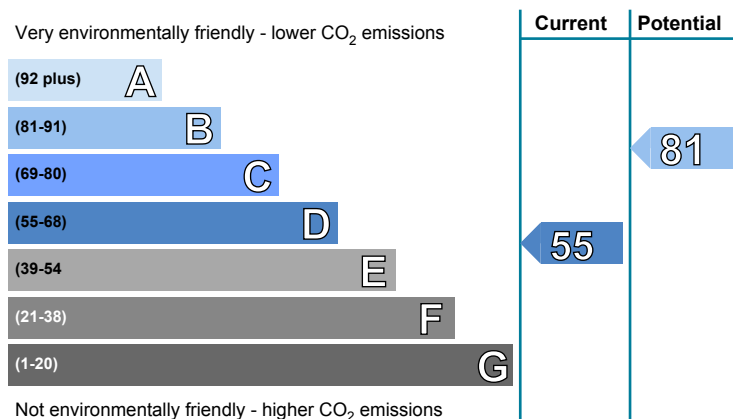 Very environmentally friendly - lower CO2 emissions
Current
Potential
(92 plus) A
(81-91) B
(69-80) C
(55-68) D
(39-54 E
(21-38) F
(1-20) G
81
55
Not environmentally friendly - higher CO2 emissions